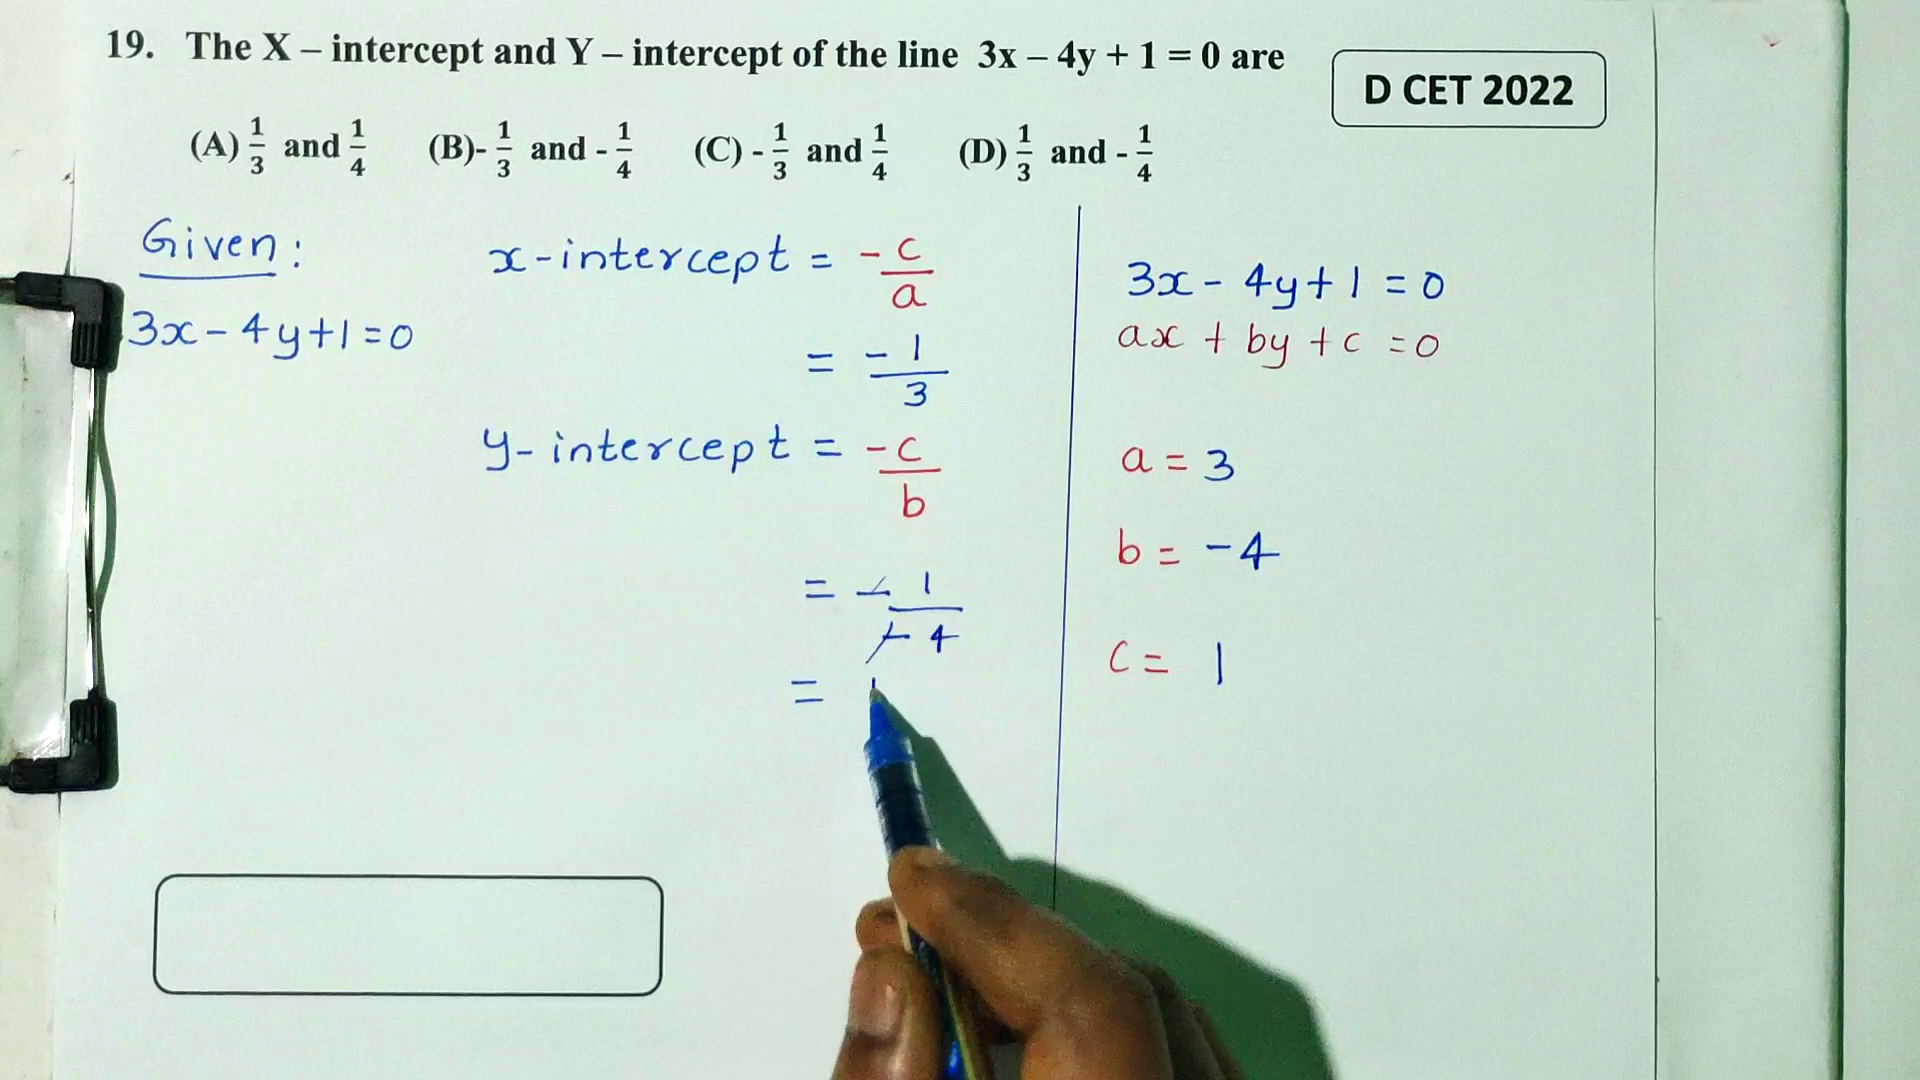 19. The X – intercept and Y – intercept of the line 3x – 4y + 1 = 0 are
D CET 2022
(A) 1/3 and 1/4 (B)- 1/3 and - 1/4 (C) - 1/3 and 1/4 (D) 1/3 and - 1/4
Given:
3x - 4y+1=0
x-intercept = -c/a
= -1/3
y-intercept = -c/b
= -1/-4
= 1
3x - 4y+1 = 0
ax + by + c = 0
a = 3
b = -4
c = 1